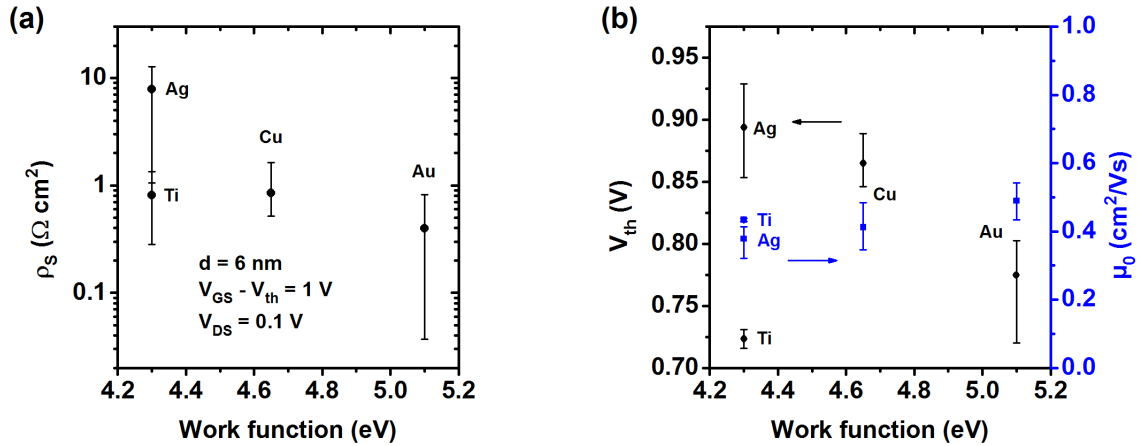 (a)
10
1
0.1
ρS (Ω cm2)
Ag
Ti
Cu
Au
d = 6 nm
VGS - Vth = 1 V
VDS = 0.1 V
4.2 4.4 4.6 4.8 5.0 5.2
Work function (eV)
(b)
0.95
0.90
0.85
0.80
0.75
0.70
Vth (V)
Ag
Cu
Ti
Ag
Au
Ti
1.0
0.8
0.6
0.4
0.2
0.0
μ0 (cm2/Vs)
4.2 4.4 4.6 4.8 5.0 5.2
Work function (eV)